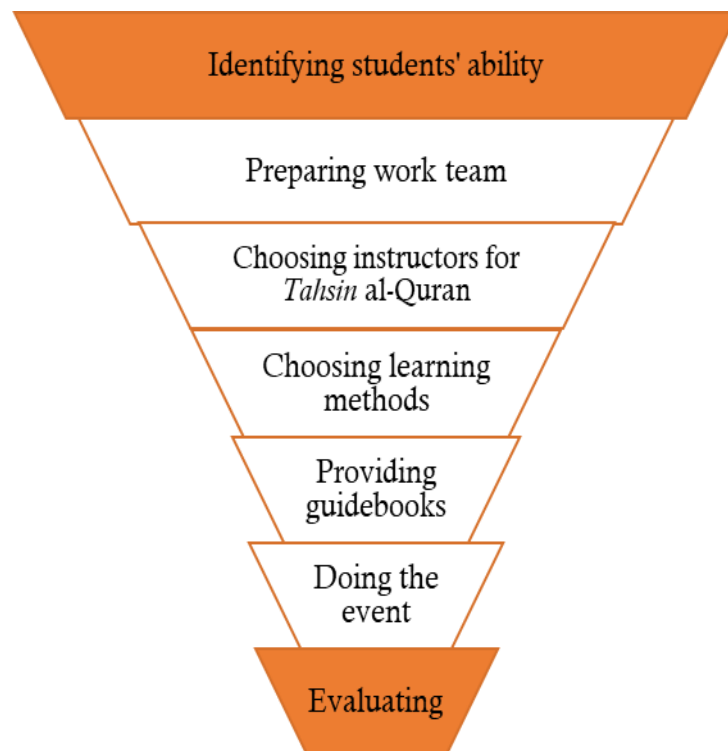 Identifying students' ability
Preparing work team
Choosing instructors for
Tahsin al-Quran
Choosing learning
methods
Providing
guidebooks
Doing the
event
Evaluating